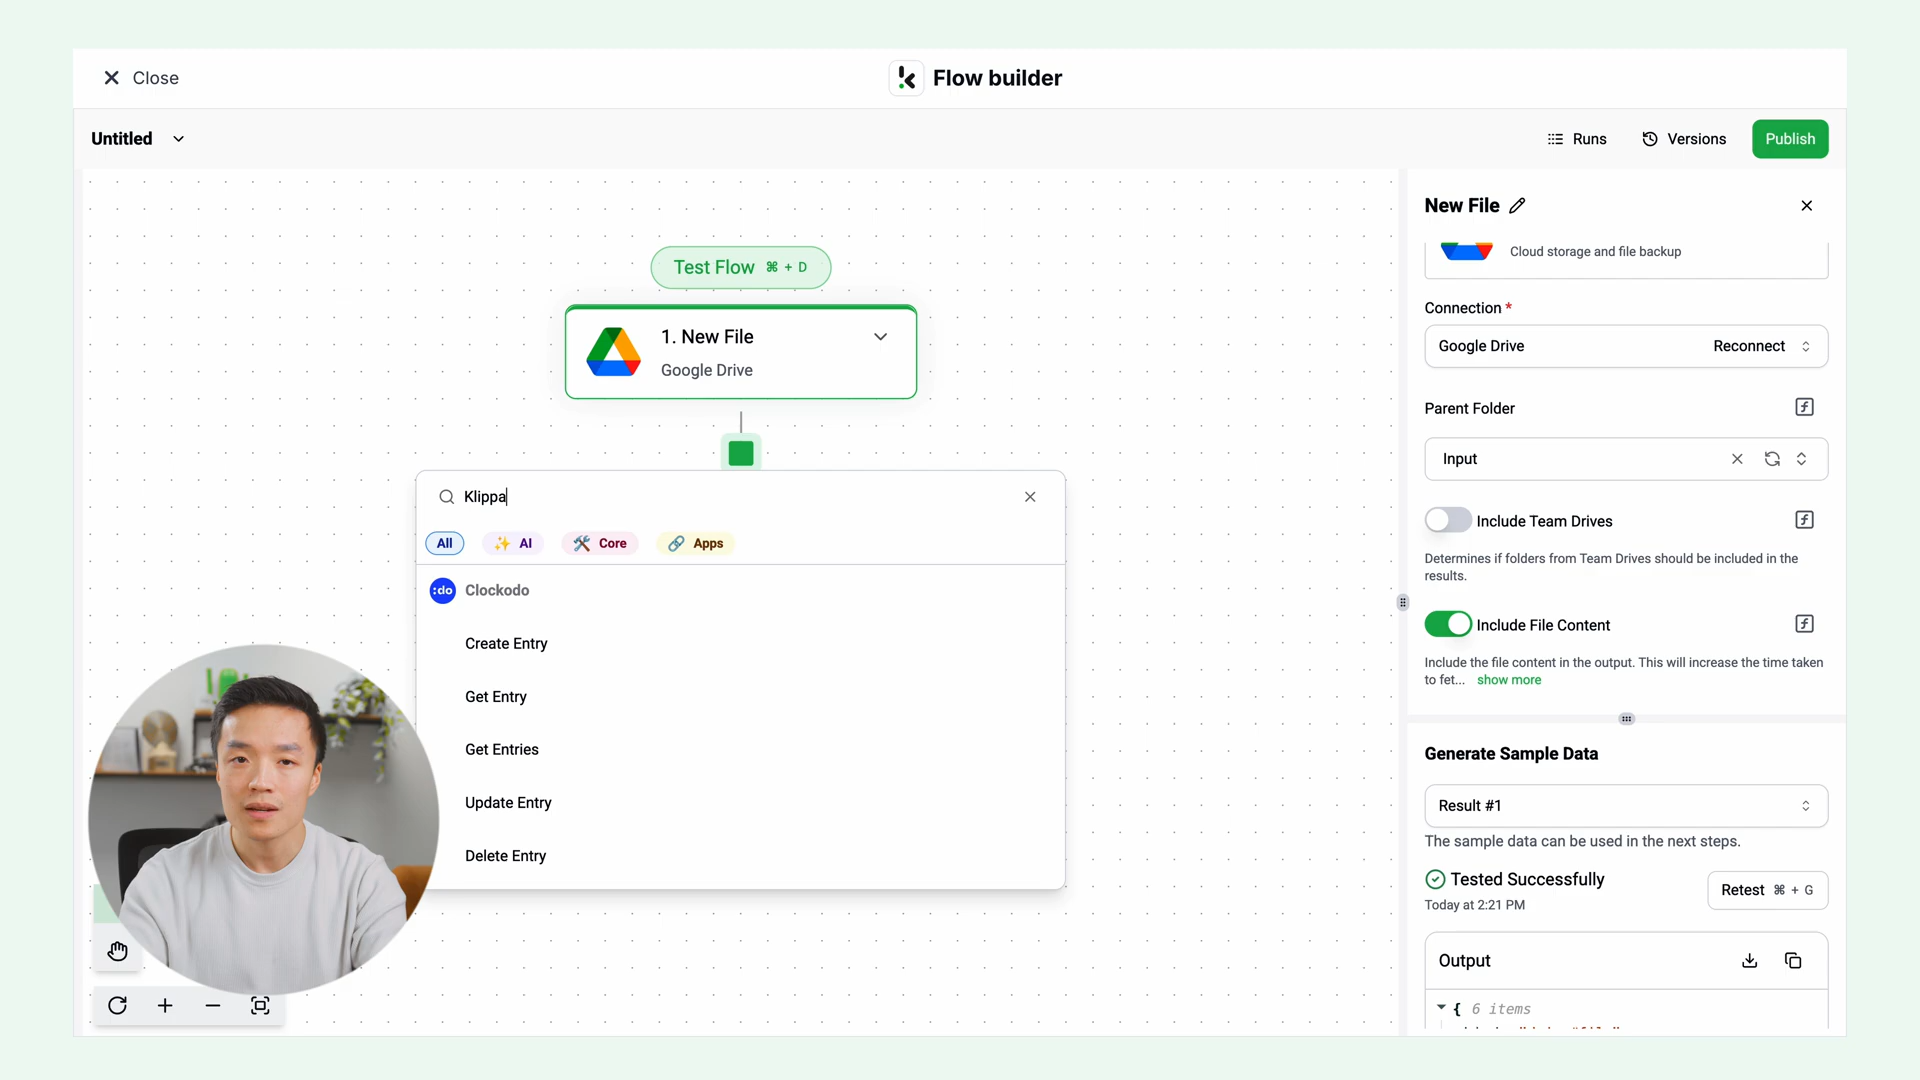 Close
Flow builder
Untitled
Runs
Versions
Publish
Test Flow ⌘ + D
1. New File
Google Drive
Klippa
All
AI
Core
Apps
:do Clockodo
Create Entry
Get Entry
Get Entries
Update Entry
Delete Entry
New File
Cloud storage and file backup
Connection *
Google Drive Reconnect
Parent Folder
Input
Include Team Drives
Determines if folders from Team Drives should be included in the
results.
Include File Content
Include the file content in the output. This will increase the time taken
to fet... show more
Generate Sample Data
Result #1
The sample data can be used in the next steps.
Tested Successfully
Today at 2:21 PM
Retest ⌘ + G
Output
{ 6 items